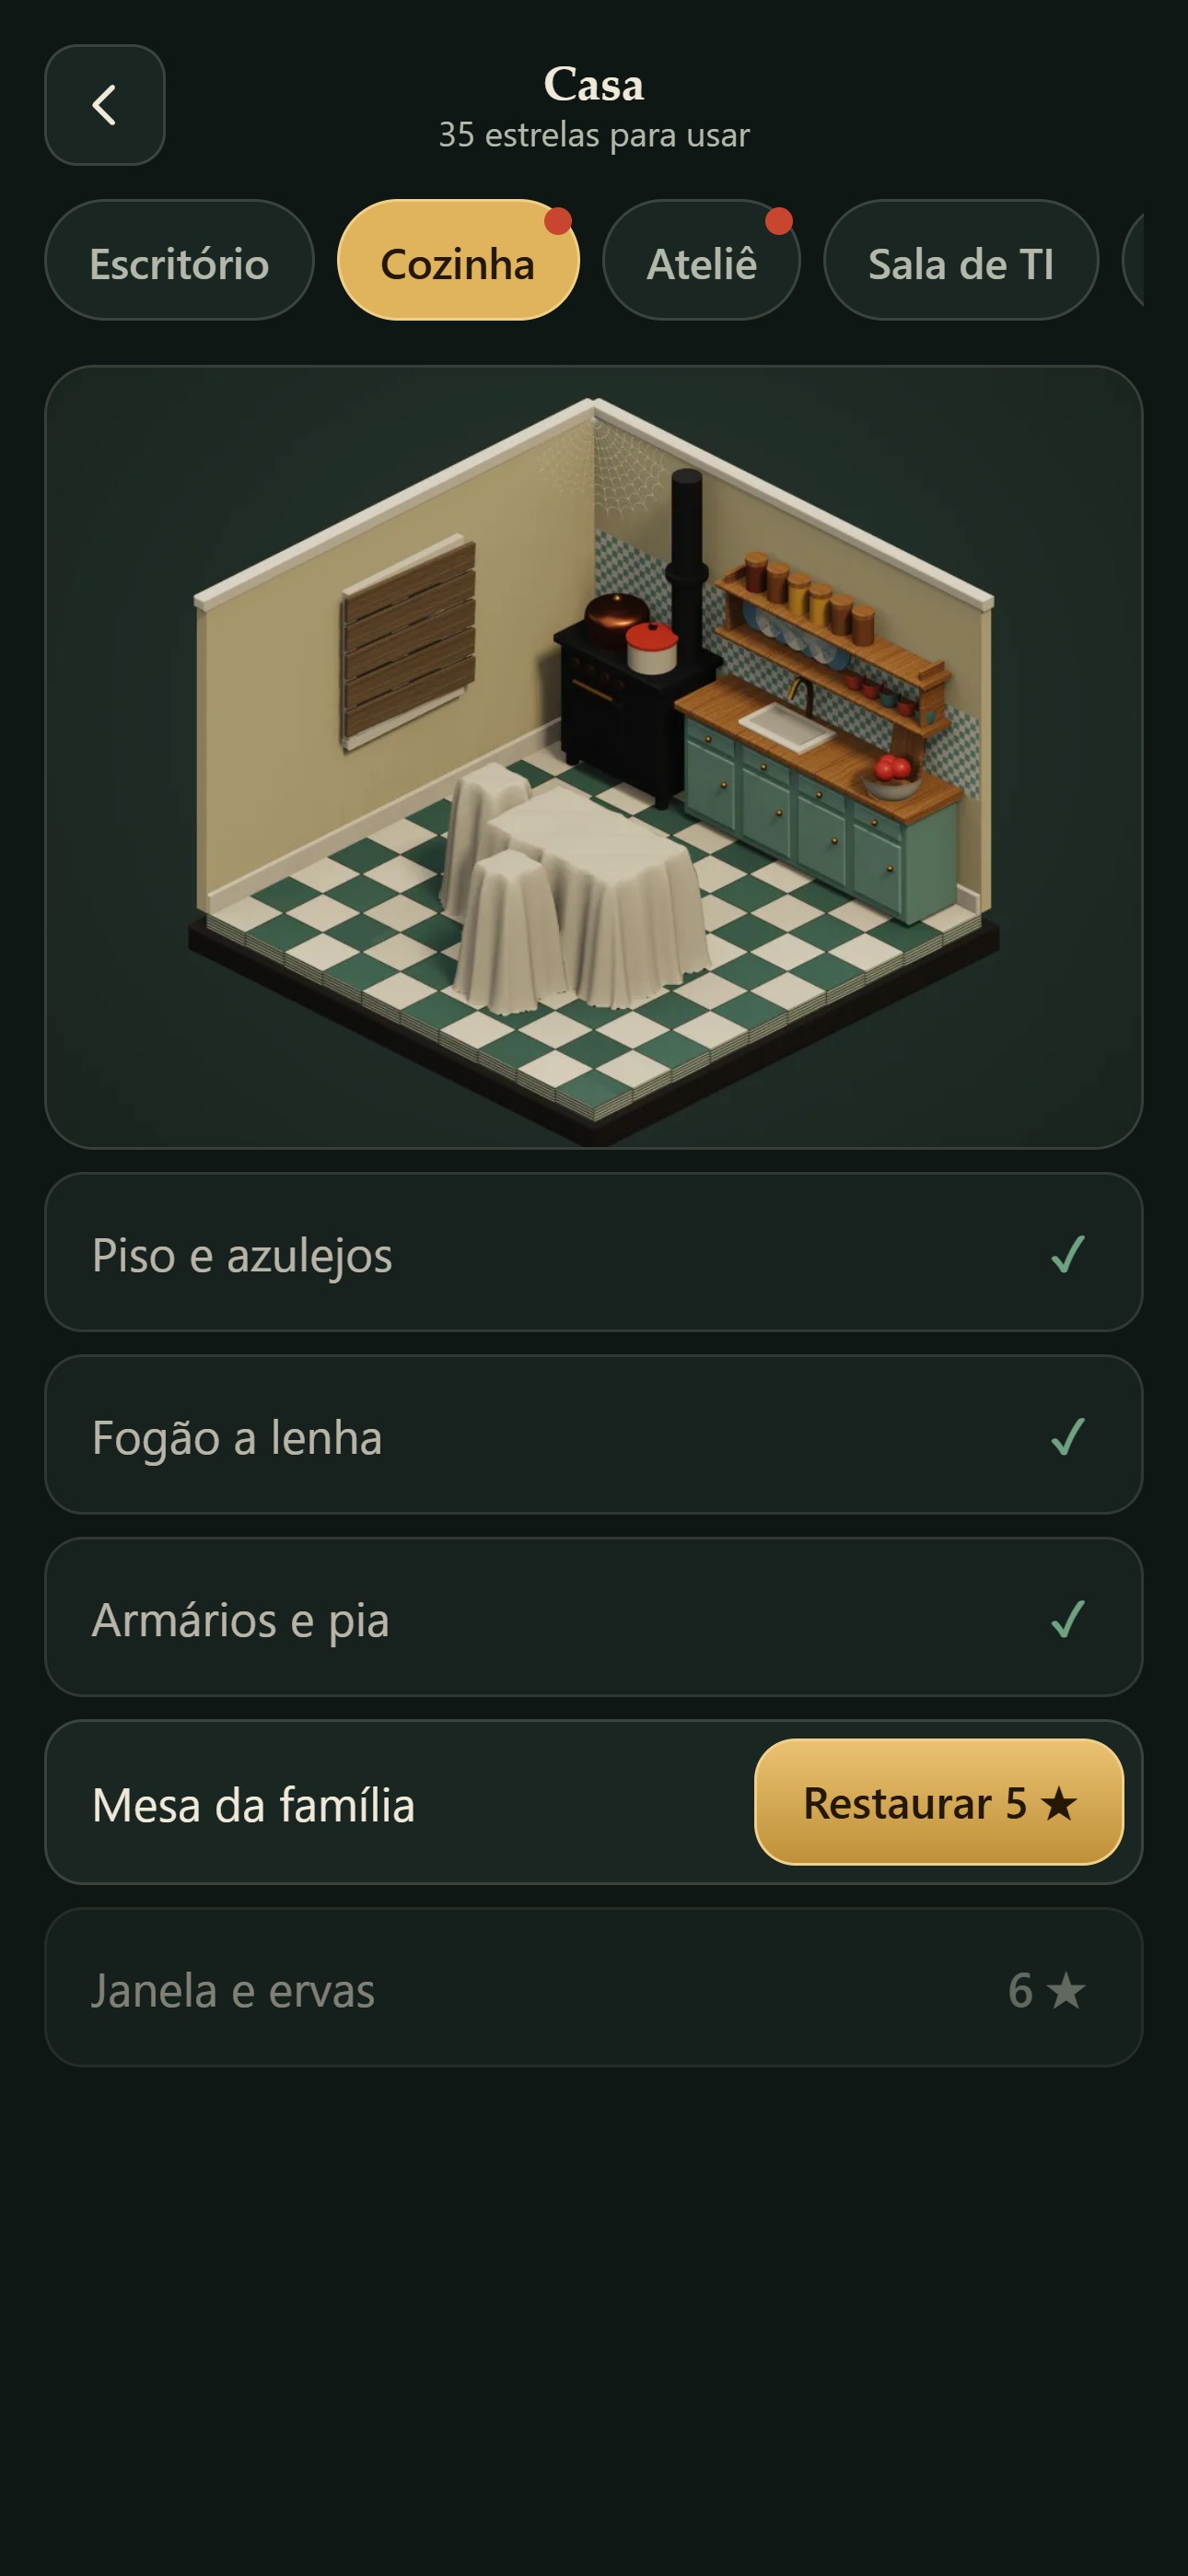 Casa
35 estrelas para usar
Escritório
Cozinha
Ateliê
Sala de TI
Piso e azulejos ✓
Fogão a lenha ✓
Armários e pia ✓
Mesa da família
Restaurar 5 ★
Janela e ervas
6 ★